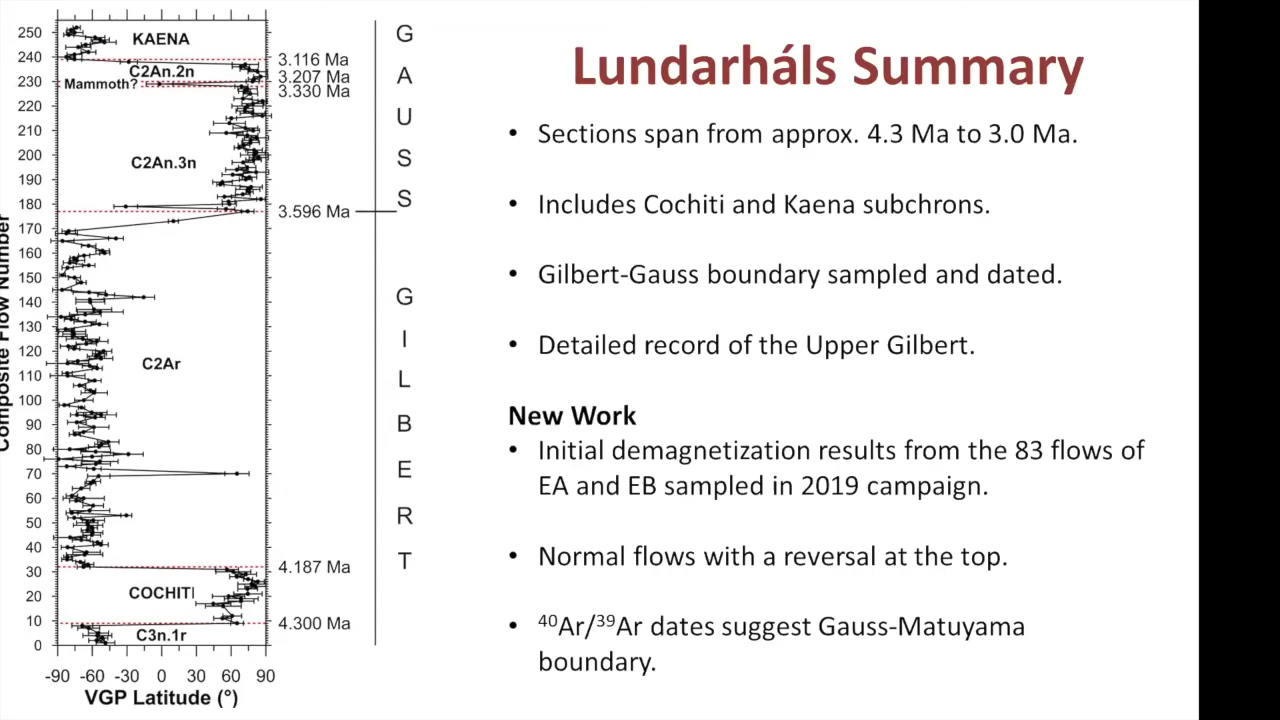 Lundarháls Summary
• Sections span from approx. 4.3 Ma to 3.0 Ma.
• Includes Cochiti and Kaena subchrons.
• Gilbert-Gauss boundary sampled and dated.
• Detailed record of the Upper Gilbert.
New Work
• Initial demagnetization results from the 83 flows of
EA and EB sampled in 2019 campaign.
• Normal flows with a reversal at the top.
• ⁴⁰Ar/³⁹Ar dates suggest Gauss-Matuyama
boundary.
Composite Flow Number
250
240
230
220
210
200
190
180
170
160
150
140
130
120
110
100
90
80
70
60
50
40
30
20
10
0
KAENA
C2An.2n
Mammoth?
C2An.3n
C2Ar
COCHITI
C3n.1r
3.116 Ma
3.207 Ma
3.330 Ma
3.596 Ma
4.187 Ma
4.300 Ma
G
A
U
S
S
G
I
L
B
E
R
T
-90 -60 -30 0 30 60 90
VGP Latitude (°)